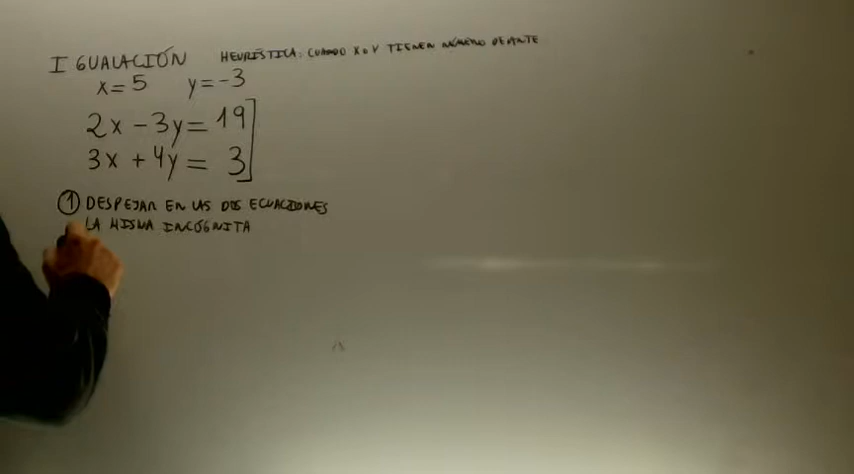 IGUALACIÓN HEURÍSTICA: CUANDO X o Y TIENEN NÚMERO DELANTE
x=5 y=-3
2x - 3y = 19]
3x + 4y = 3]
① DESPEJAR EN LAS DOS ECUACIONES
LA MISMA INCÓGNITA